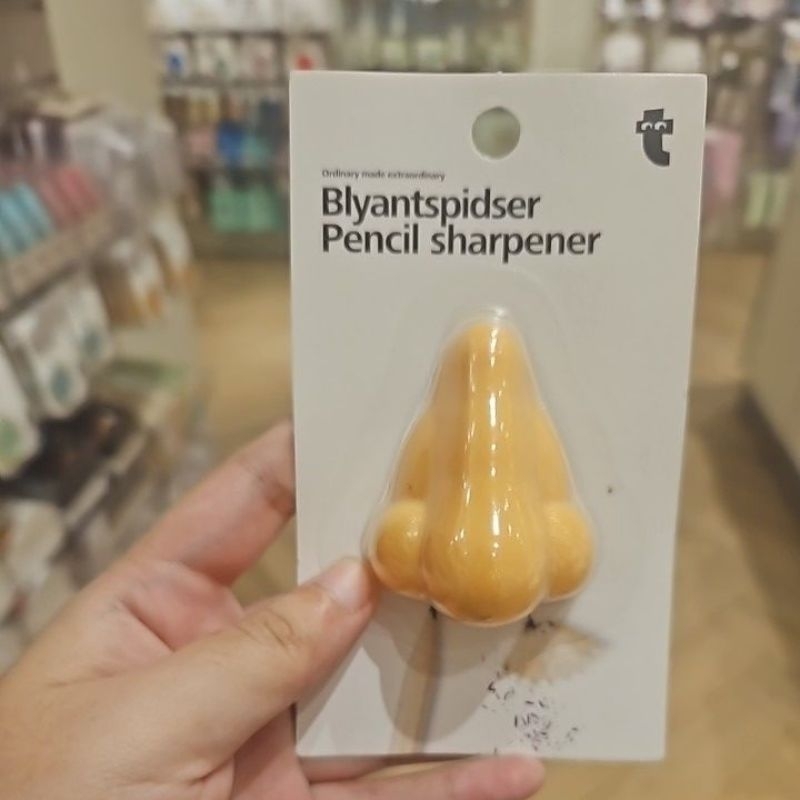 Ordinary made extraordinary
Blyantspidser
Pencil sharpener